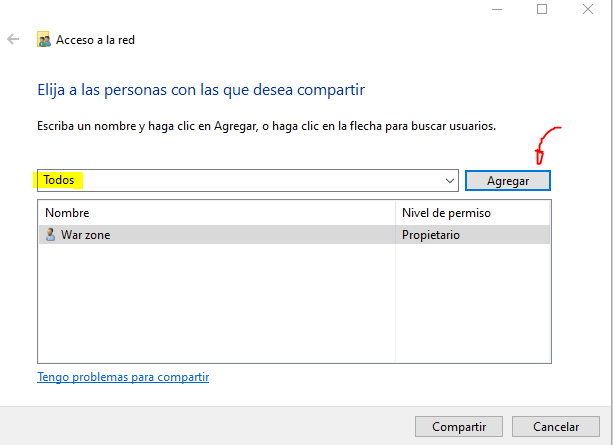 Acceso a la red
Elija a las personas con las que desea compartir
Escriba un nombre y haga clic en Agregar, o haga clic en la flecha para buscar usuarios.
Todos
Agregar
Nombre
Nivel de permiso
War zone
Propietario
Tengo problemas para compartir
Compartir
Cancelar